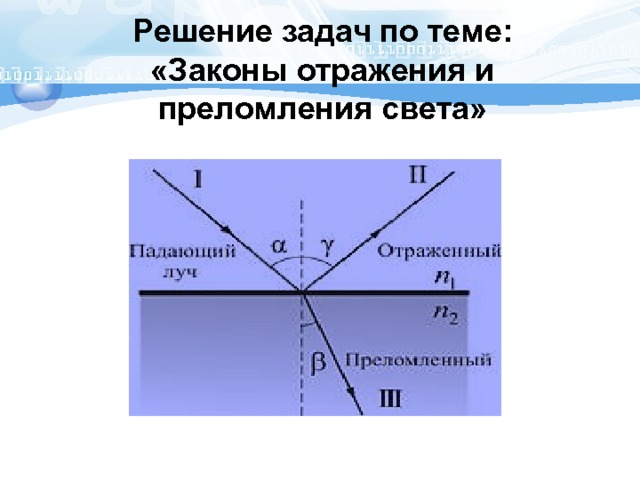 Решение задач по теме:
«Законы отражения и
преломления света»
I
II
Падающий
луч
α
γ
Отраженный
n₁
n₂
β
Преломленный
III